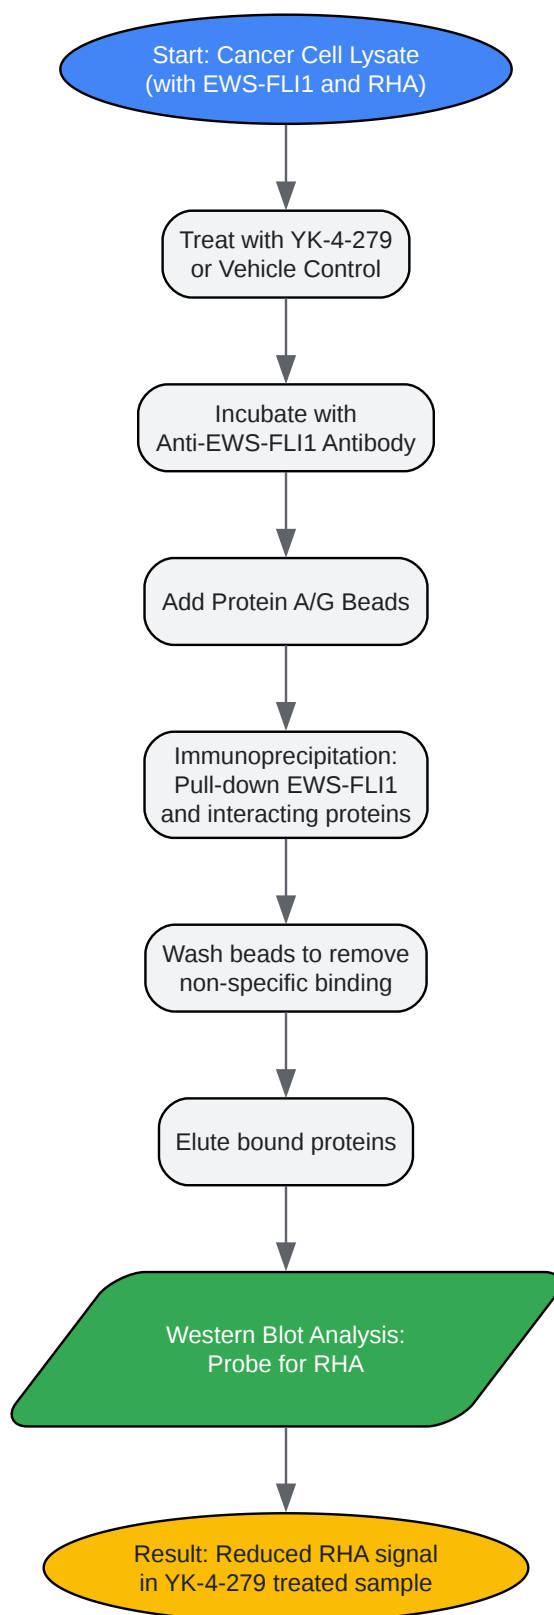 Start: Cancer Cell Lysate
(with EWS-FLI1 and RHA)
Treat with YK-4-279
or Vehicle Control
Incubate with
Anti-EWS-FLI1 Antibody
Add Protein A/G Beads
Immunoprecipitation:
Pull-down EWS-FLI1
and interacting proteins
Wash beads to remove
non-specific binding
Elute bound proteins
Western Blot Analysis:
Probe for RHA
Result: Reduced RHA signal
in YK-4-279 treated sample